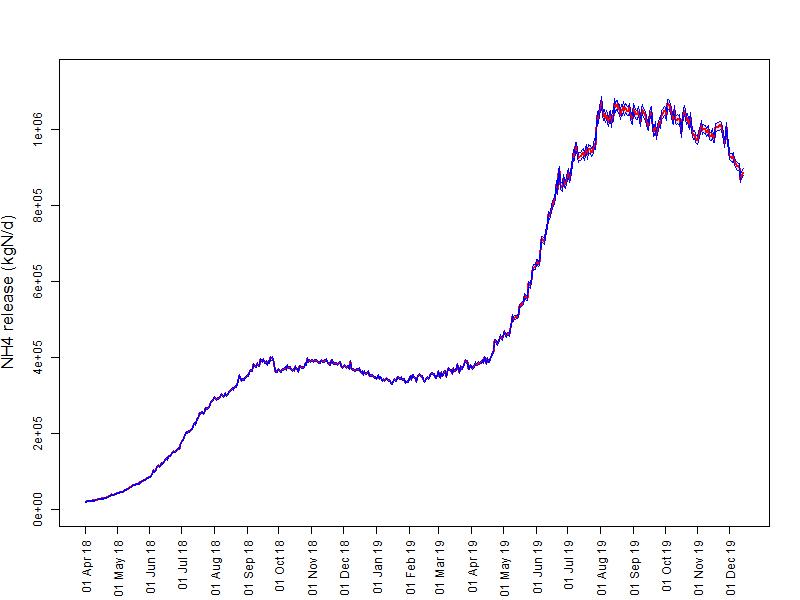 NH4 release (kgN/d)
1e+06
8e+05
6e+05
4e+05
2e+05
0e+00
01 Apr 18
01 May 18
01 Jun 18
01 Jul 18
01 Aug 18
01 Sep 18
01 Oct 18
01 Nov 18
01 Dec 18
01 Jan 19
01 Feb 19
01 Mar 19
01 Apr 19
01 May 19
01 Jun 19
01 Jul 19
01 Aug 19
01 Sep 19
01 Oct 19
01 Nov 19
01 Dec 19